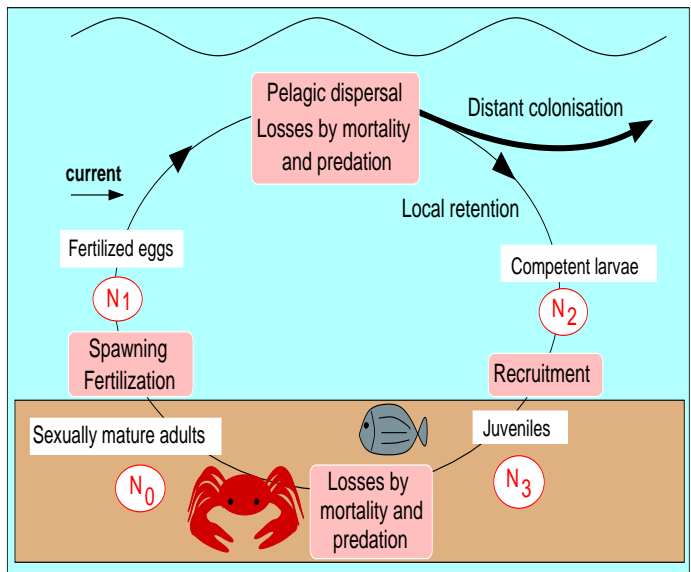 Pelagic dispersal
Losses by mortality
and predation
Distant colonisation
current
Local retention
Fertilized eggs
Competent larvae
N1
N2
Spawning
Fertilization
Recruitment
Sexually mature adults
Juveniles
N0
N3
Losses by
mortality and
predation